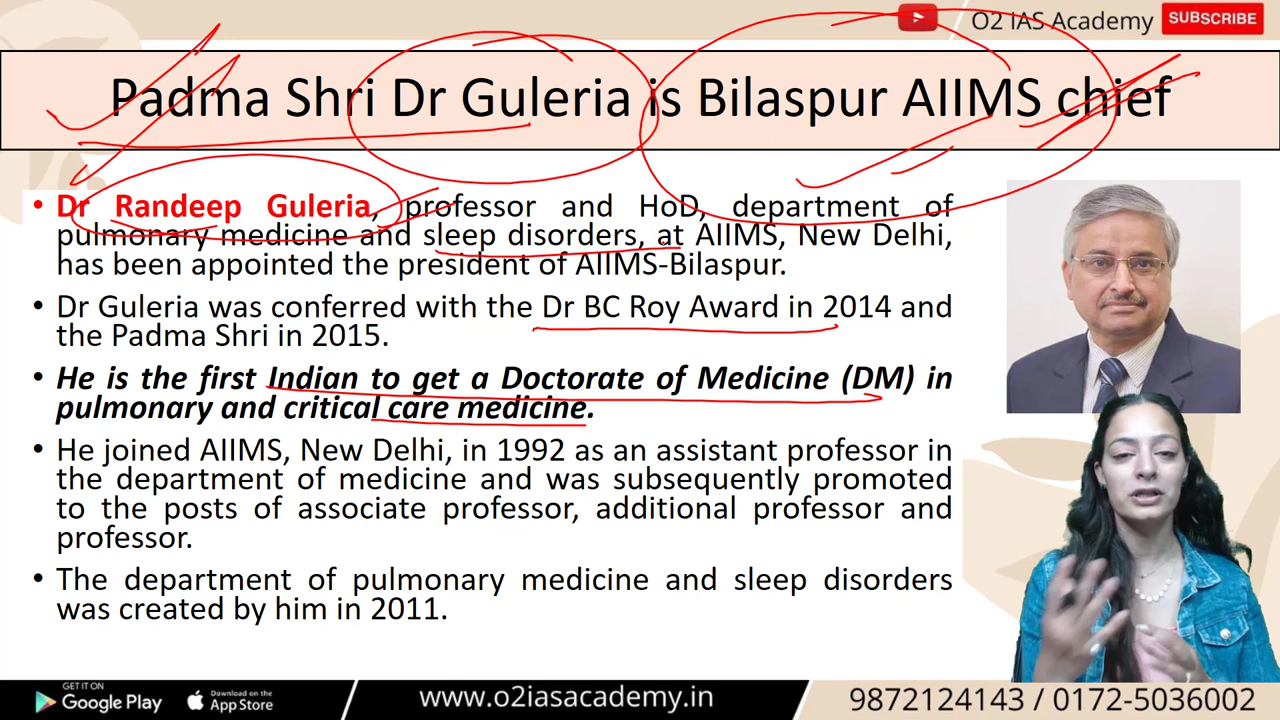 O2 IAS Academy SUBSCRIBE
Padma Shri Dr Guleria is Bilaspur AIIMS chief
• Dr Randeep Guleria, professor and HoD, department of
pulmonary medicine and sleep disorders, at AIIMS, New Delhi,
has been appointed the president of AIIMS-Bilaspur.
• Dr Guleria was conferred with the Dr BC Roy Award in 2014 and
the Padma Shri in 2015.
• He is the first Indian to get a Doctorate of Medicine (DM) in
pulmonary and critical care medicine.
• He joined AIIMS, New Delhi, in 1992 as an assistant professor in
the department of medicine and was subsequently promoted
to the posts of associate professor, additional professor and
professor.
• The department of pulmonary medicine and sleep disorders
was created by him in 2011.
GET IT ON
Google Play
Download on the
App Store
www.o2iasacademy.in
9872124143 / 0172-5036002